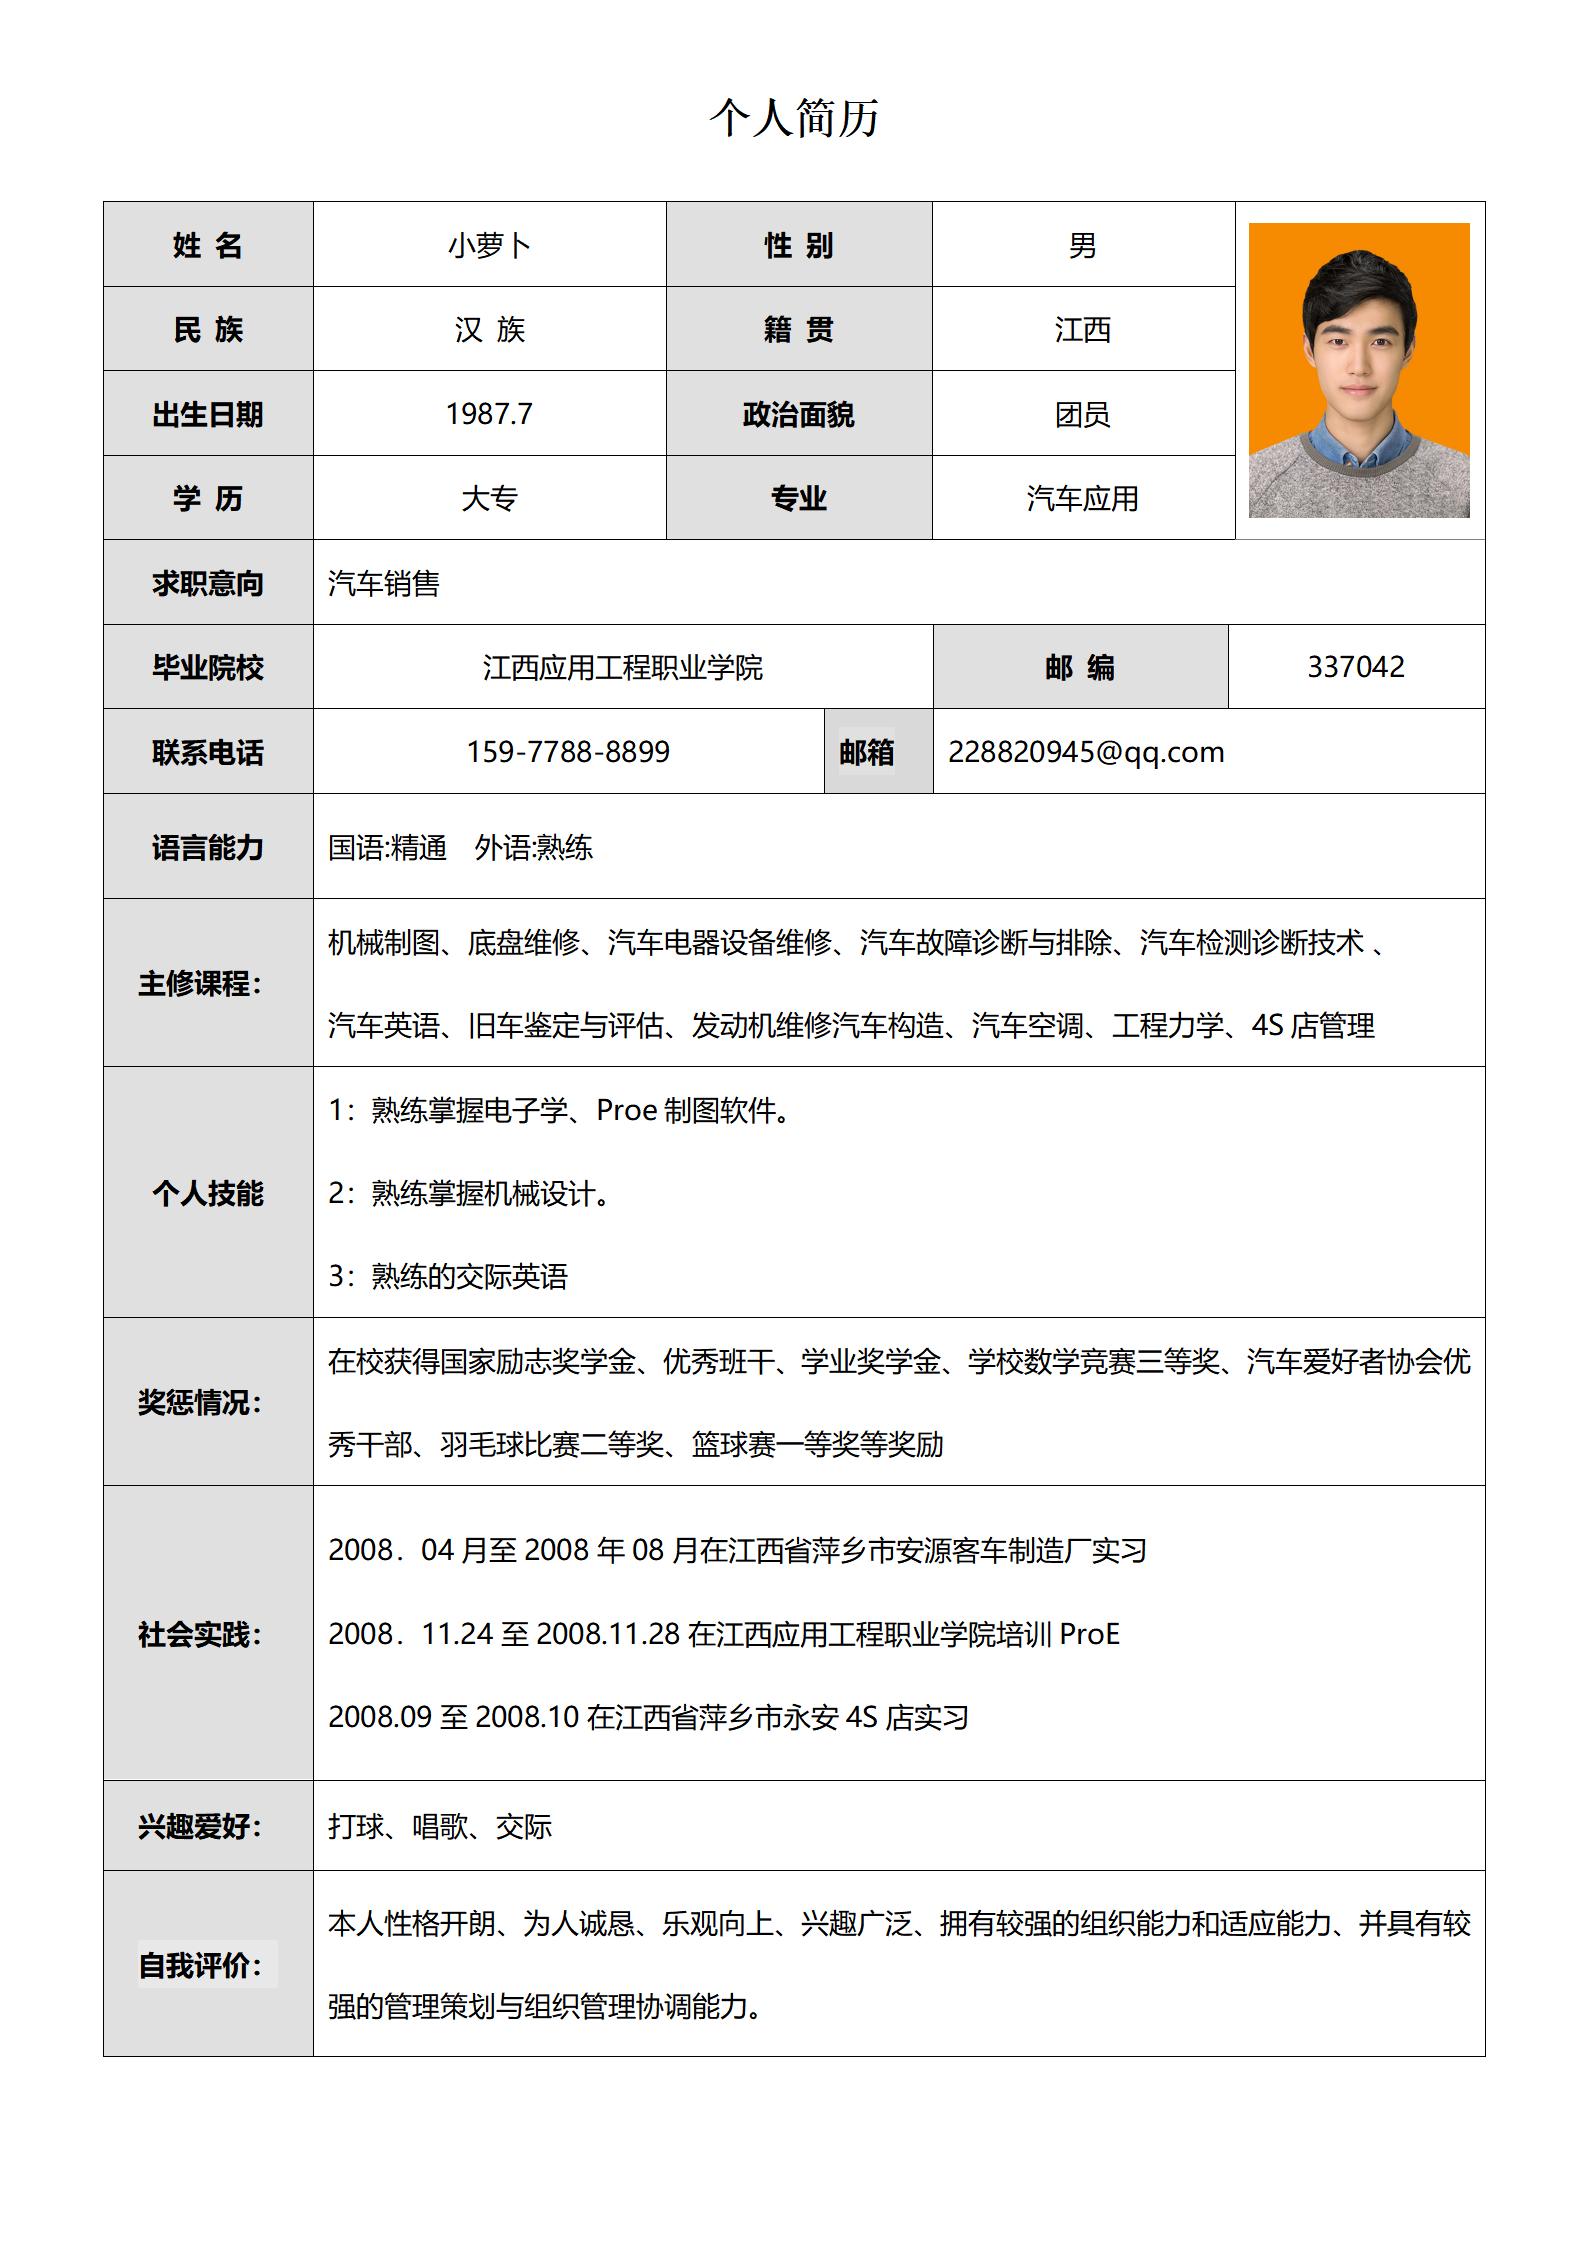 个人简历
姓 名 小萝卜 性 别 男
民 族 汉 族 籍 贯 江西
出生日期 1987.7 政治面貌 团员
学 历 大专 专业 汽车应用
求职意向 汽车销售
毕业院校 江西应用工程职业学院 邮 编 337042
联系电话 159-7788-8899 邮箱 228820945@qq.com
语言能力 国语:精通 外语:熟练
主修课程：
机械制图、底盘维修、汽车电器设备维修、汽车故障诊断与排除、汽车检测诊断技术 、
汽车英语、旧车鉴定与评估、发动机维修汽车构造、汽车空调、工程力学、4S 店管理
个人技能
1：熟练掌握电子学、Proe 制图软件。
2：熟练掌握机械设计。
3：熟练的交际英语
奖惩情况：
在校获得国家励志奖学金、优秀班干、学业奖学金、学校数学竞赛三等奖、汽车爱好者协会优
秀干部、羽毛球比赛二等奖、篮球赛一等奖等奖励
社会实践：
2008．04 月至 2008 年 08 月在江西省萍乡市安源客车制造厂实习
2008．11.24 至 2008.11.28 在江西应用工程职业学院培训 ProE
2008.09 至 2008.10 在江西省萍乡市永安 4S 店实习
兴趣爱好： 打球、唱歌、交际
自我评价：
本人性格开朗、为人诚恳、乐观向上、兴趣广泛、拥有较强的组织能力和适应能力、并具有较
强的管理策划与组织管理协调能力。